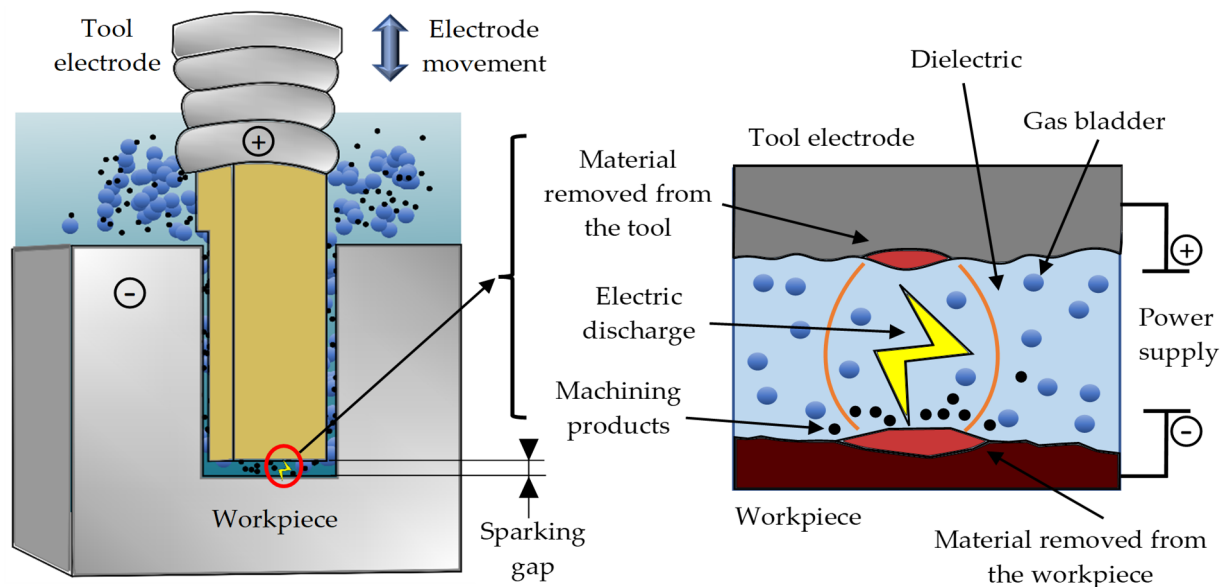 Tool
electrode
Electrode
movement
+
-
Workpiece
Sparking
gap
Material
removed from
the tool
Electric
discharge
Machining
products
Dielectric
Gas bladder
Tool electrode
+
Power
supply
-
Workpiece
Material removed from
the workpiece